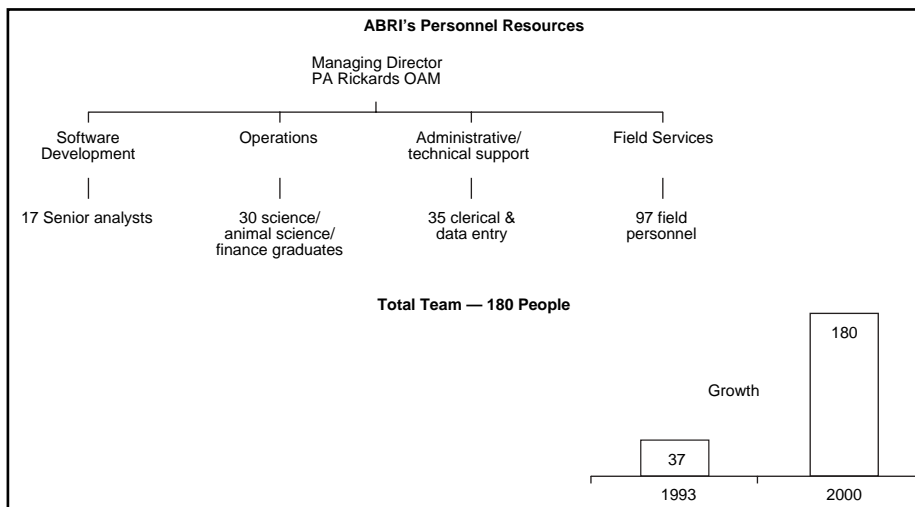 ABRI's Personnel Resources
Managing Director
PA Rickards OAM
Software
Development
Operations
Administrative/
technical support
Field Services
17 Senior analysts
30 science/
animal science/
finance graduates
35 clerical &
data entry
97 field
personnel
Total Team — 180 People
180
Growth
37
1993
2000